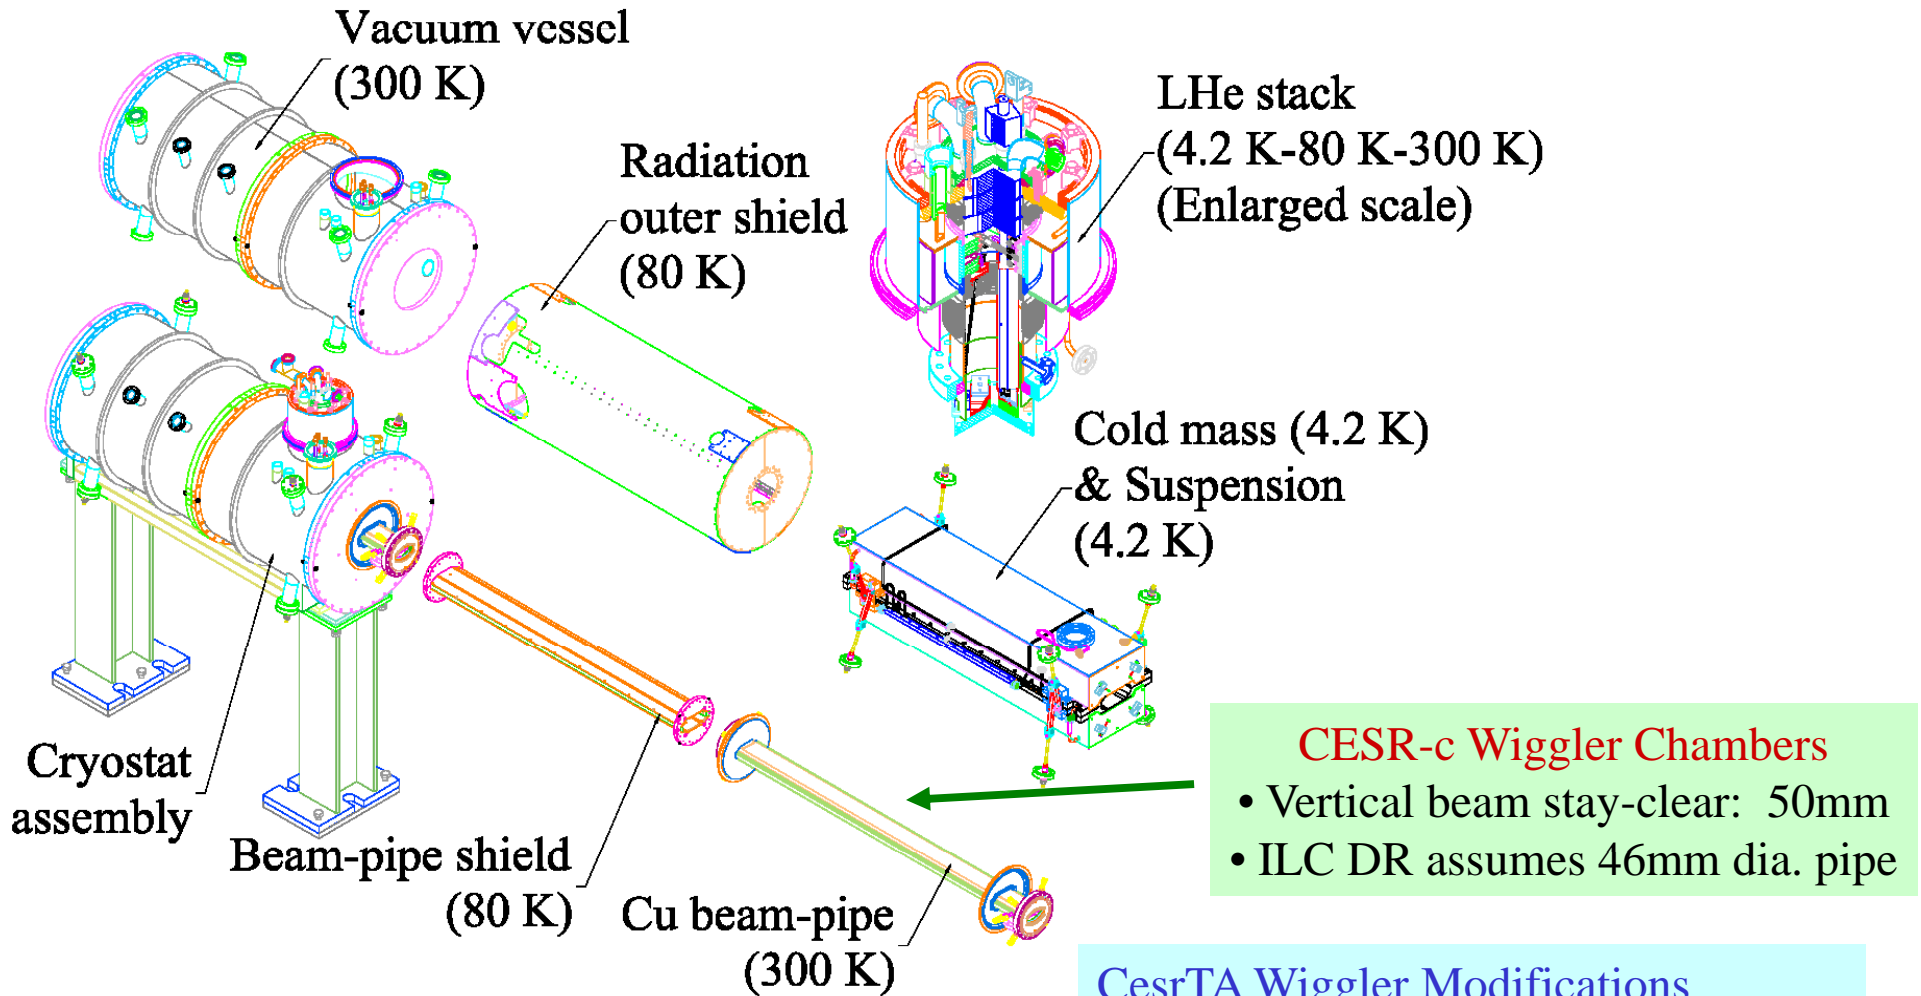 Vacuum vessel
(300 K)
Radiation
outer shield
(80 K)
LHe stack
(4.2 K-80 K-300 K)
(Enlarged scale)
Cold mass (4.2 K)
& Suspension
(4.2 K)
Cryostat
assembly
Beam-pipe shield
(80 K)
Cu beam-pipe
(300 K)
CESR-c Wiggler Chambers
• Vertical beam stay-clear: 50mm
• ILC DR assumes 46mm dia. pipe
CesrTA Wiggler Modifications